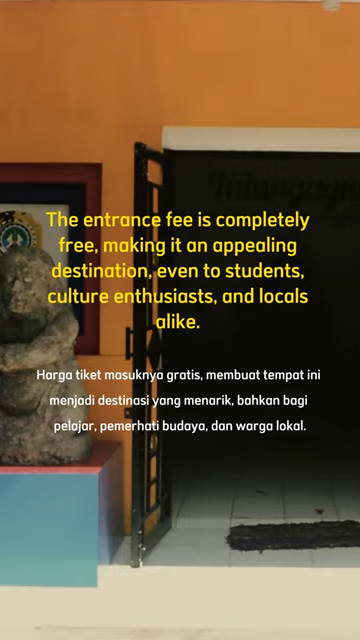 The entrance fee is completely
free, making it an appealing
destination, even to students,
culture enthusiasts, and locals
alike.
Harga tiket masuknya gratis, membuat tempat ini
menjadi destinasi yang menarik, bahkan bagi
pelajar, pemerhati budaya, dan warga lokal.